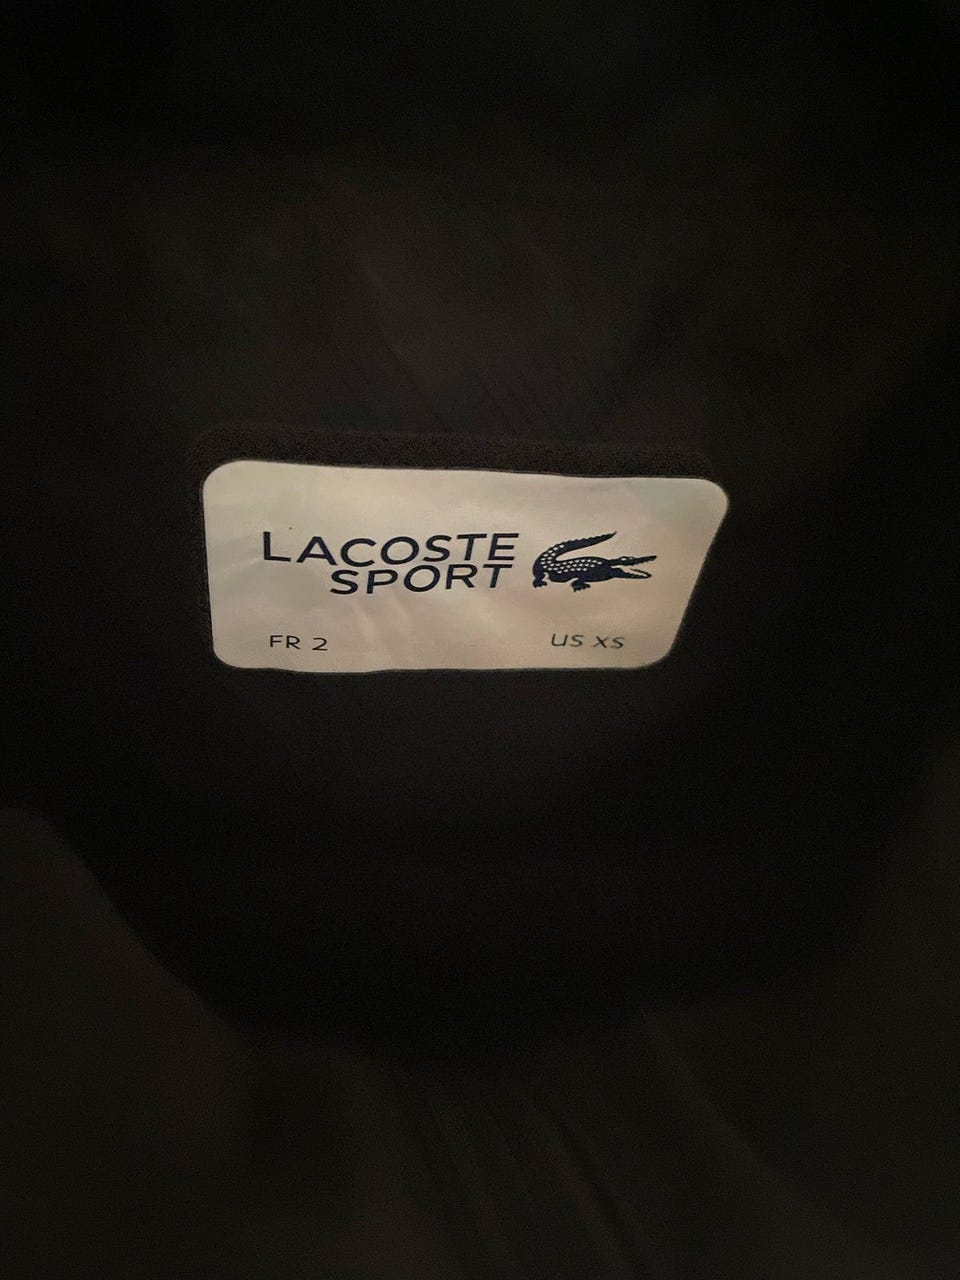 LACOSTE
SPORT
FR 2 US XS